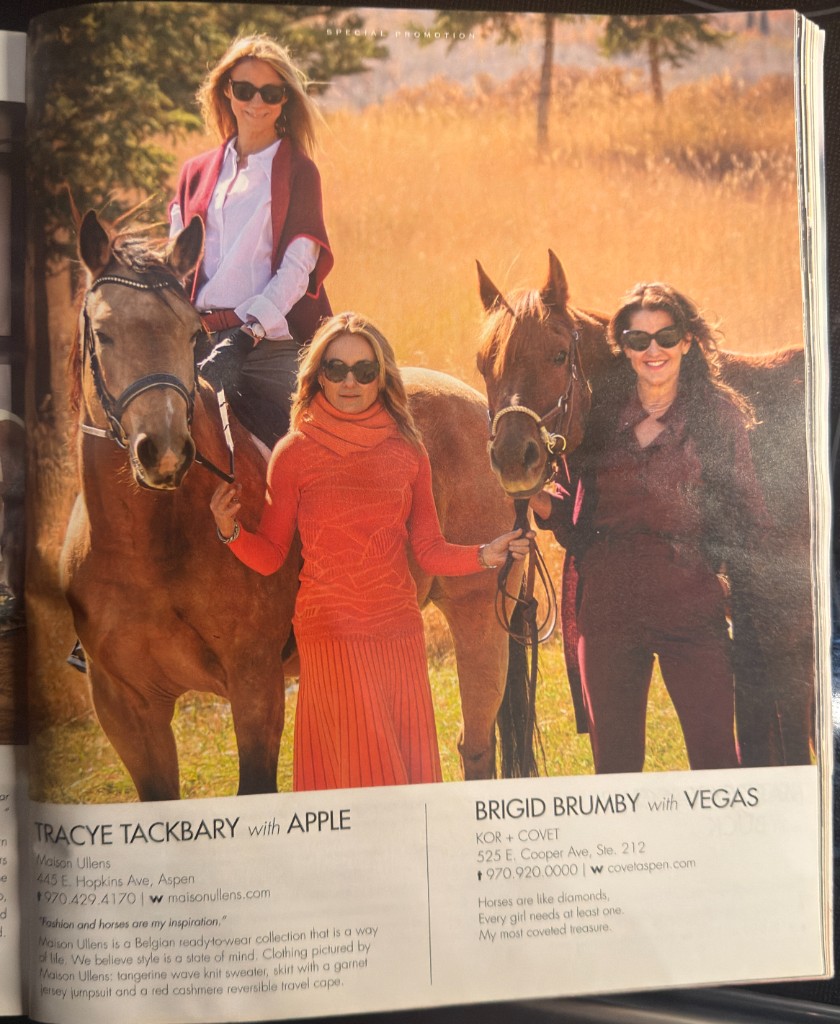 SPECIAL PROMOTION
TRACYE TACKBARY with APPLE
Maison Ullens
445 E. Hopkins Ave, Aspen
t 970.429.4170 | w maisonullens.com
"Fashion and horses are my inspiration."
Maison Ullens is a Belgian ready-to-wear collection that is a way
of life. We believe style is a state of mind. Clothing pictured by
Maison Ullens: tangerine wave knit sweater, skirt with a garnet
jersey jumpsuit and a red cashmere reversible travel cape.
BRIGID BRUMBY with VEGAS
KOR + COVET
525 E. Cooper Ave, Ste. 212
t 970.920.0000 | w covetaspen.com
Horses are like diamonds,
Every girl needs at least one.
My most coveted treasure.